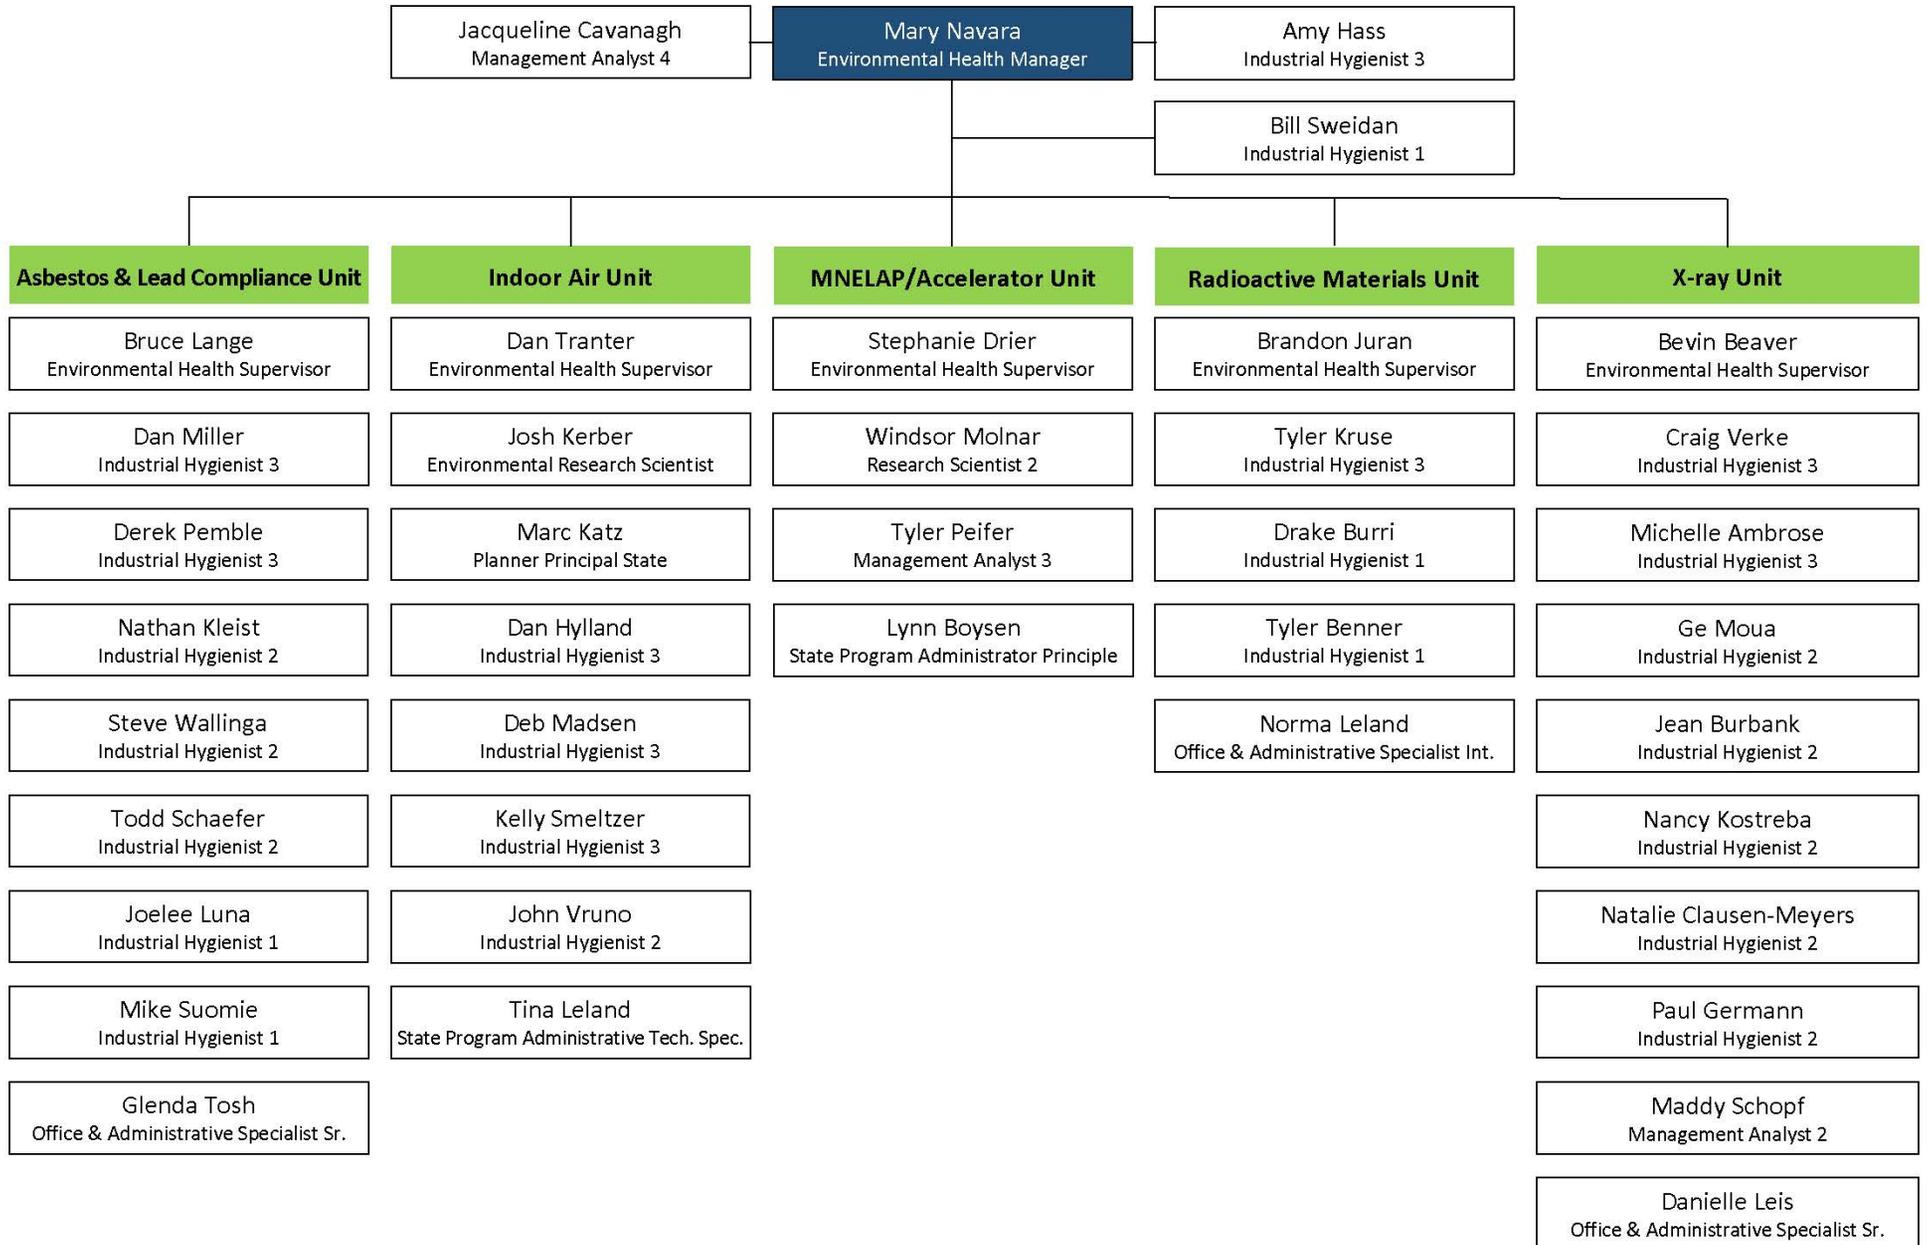 Jacqueline Cavanagh
Management Analyst 4
Mary Navara
Environmental Health Manager
Amy Hass
Industrial Hygienist 3
Bill Sweidan
Industrial Hygienist 1
Asbestos & Lead Compliance Unit
Bruce Lange
Environmental Health Supervisor
Dan Miller
Industrial Hygienist 3
Derek Pemble
Industrial Hygienist 3
Nathan Kleist
Industrial Hygienist 2
Steve Wallinga
Industrial Hygienist 2
Todd Schaefer
Industrial Hygienist 2
Joelee Luna
Industrial Hygienist 1
Mike Suomie
Industrial Hygienist 1
Glenda Tosh
Office & Administrative Specialist Sr.
Indoor Air Unit
Dan Tranter
Environmental Health Supervisor
Josh Kerber
Environmental Research Scientist
Marc Katz
Planner Principal State
Dan Hylland
Industrial Hygienist 3
Deb Madsen
Industrial Hygienist 3
Kelly Smeltzer
Industrial Hygienist 3
John Vruno
Industrial Hygienist 2
Tina Leland
State Program Administrative Tech. Spec.
MNELAP/Accelerator Unit
Stephanie Drier
Environmental Health Supervisor
Windsor Molnar
Research Scientist 2
Tyler Peifer
Management Analyst 3
Lynn Boysen
State Program Administrator Principle
Radioactive Materials Unit
Brandon Juran
Environmental Health Supervisor
Tyler Kruse
Industrial Hygienist 3
Drake Burri
Industrial Hygienist 1
Tyler Benner
Industrial Hygienist 1
Norma Leland
Office & Administrative Specialist Int.
X-ray Unit
Bevin Beaver
Environmental Health Supervisor
Craig Verke
Industrial Hygienist 3
Michelle Ambrose
Industrial Hygienist 3
Ge Moua
Industrial Hygienist 2
Jean Burbank
Industrial Hygienist 2
Nancy Kostreba
Industrial Hygienist 2
Natalie Clausen-Meyers
Industrial Hygienist 2
Paul Germann
Industrial Hygienist 2
Maddy Schopf
Management Analyst 2
Danielle Leis
Office & Administrative Specialist Sr.